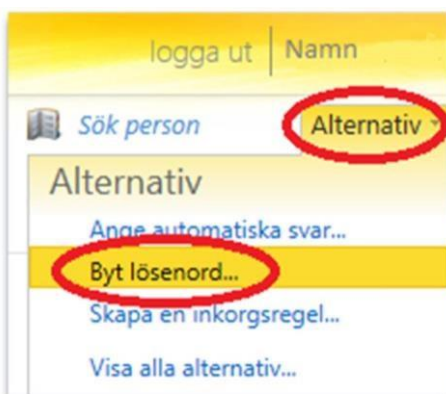 logga ut | Namn
Sök person Alternativ
Alternativ
Ange automatiska svar...
Byt lösenord...
Skapa en inkorgsregel...
Visa alla alternativ...